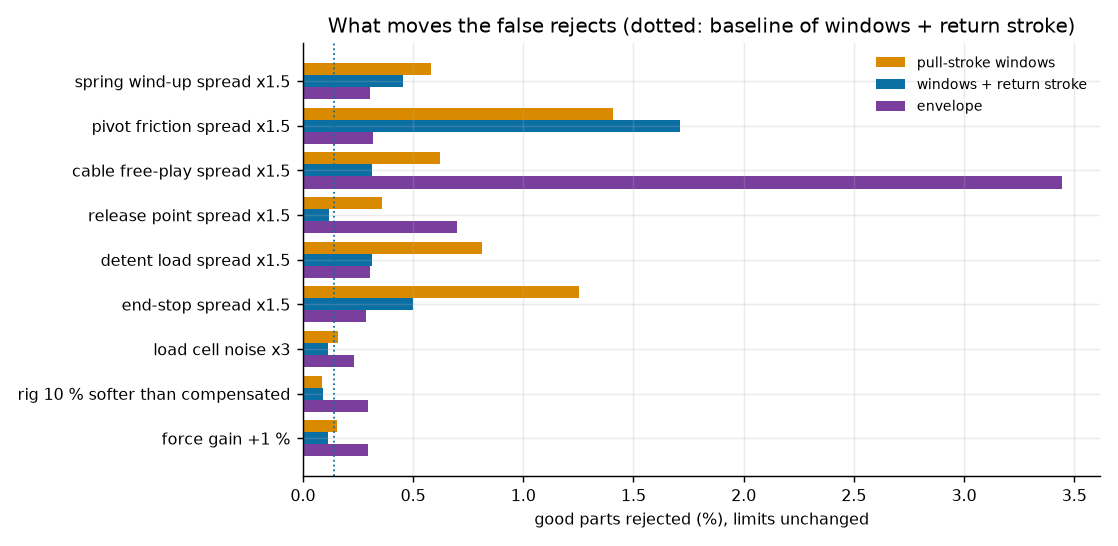 What moves the false rejects (dotted: baseline of windows + return stroke)
pull-stroke windows
windows + return stroke
envelope
spring wind-up spread x1.5
pivot friction spread x1.5
cable free-play spread x1.5
release point spread x1.5
detent load spread x1.5
end-stop spread x1.5
load cell noise x3
rig 10 % softer than compensated
force gain +1 %
0.0 0.5 1.0 1.5 2.0 2.5 3.0 3.5
good parts rejected (%), limits unchanged